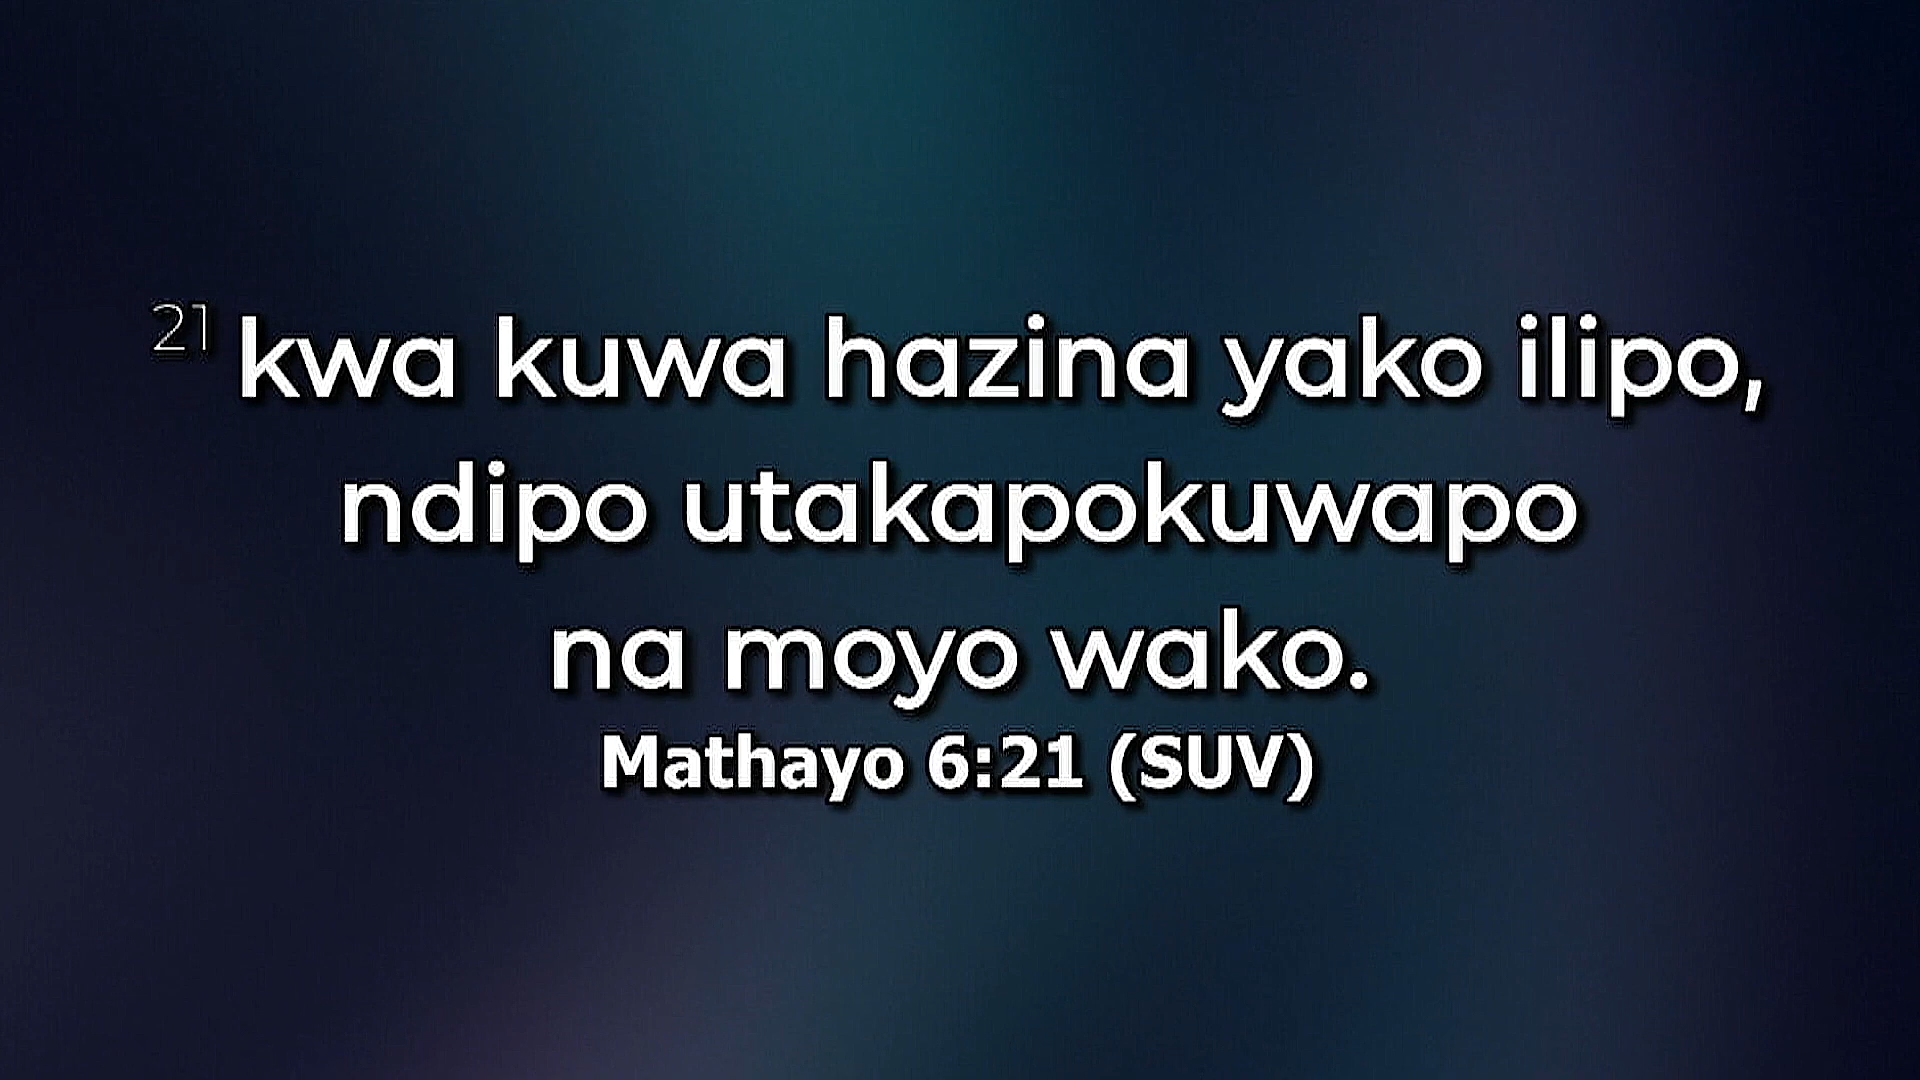 21 kwa kuwa hazina yako ilipo,
ndipo utakapokuwapo
na moyo wako.
Mathayo 6:21 (SUV)